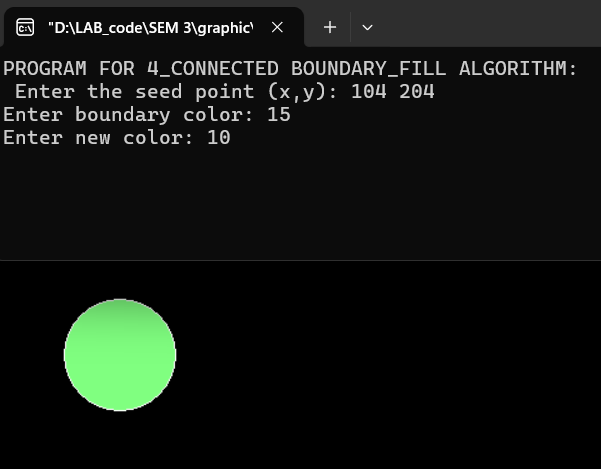 "D:\LAB_code\SEM 3\graphic\
PROGRAM FOR 4_CONNECTED BOUNDARY_FILL ALGORITHM:
Enter the seed point (x,y): 104 204
Enter boundary color: 15
Enter new color: 10